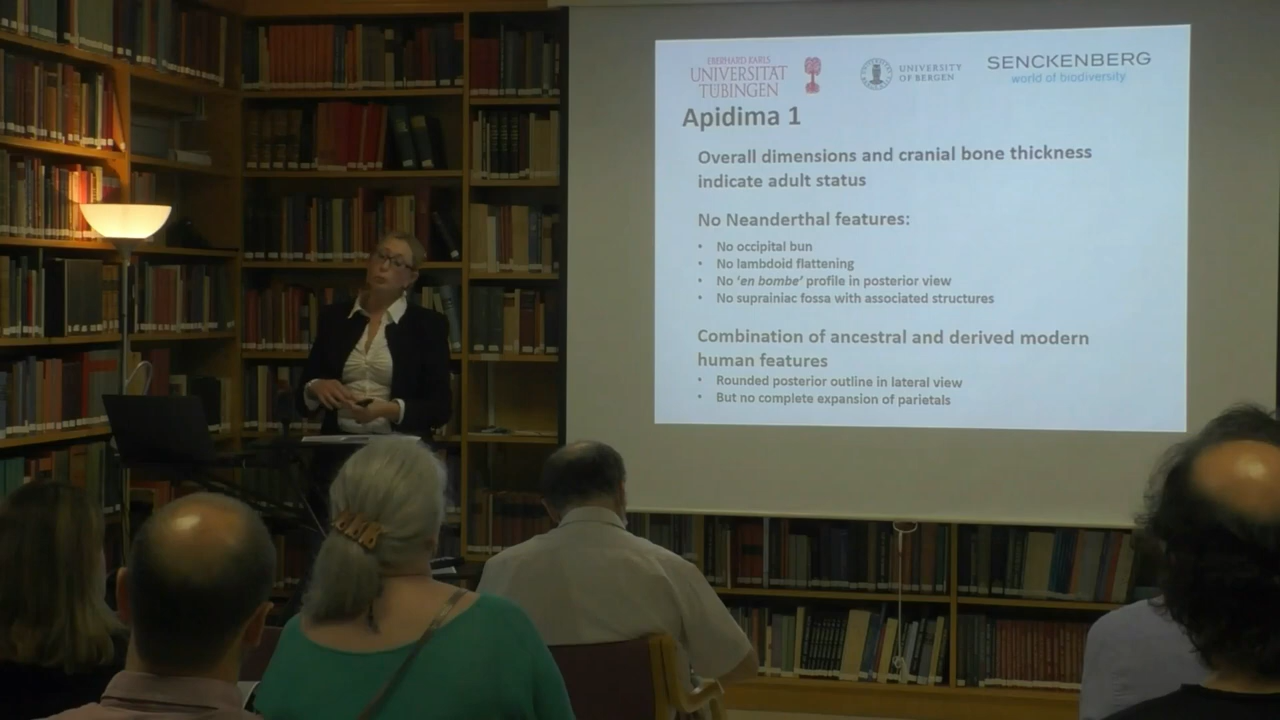 EBERHARD KARLS
UNIVERSITÄT
TÜBINGEN
UNIVERSITY
OF BERGEN
SENCKENBERG
world of biodiversity
Apidima 1
Overall dimensions and cranial bone thickness
indicate adult status
No Neanderthal features:
• No occipital bun
• No lambdoid flattening
• No ‘en bombe’ profile in posterior view
• No suprainiac fossa with associated structures
Combination of ancestral and derived modern
human features
• Rounded posterior outline in lateral view
• But no complete expansion of parietals